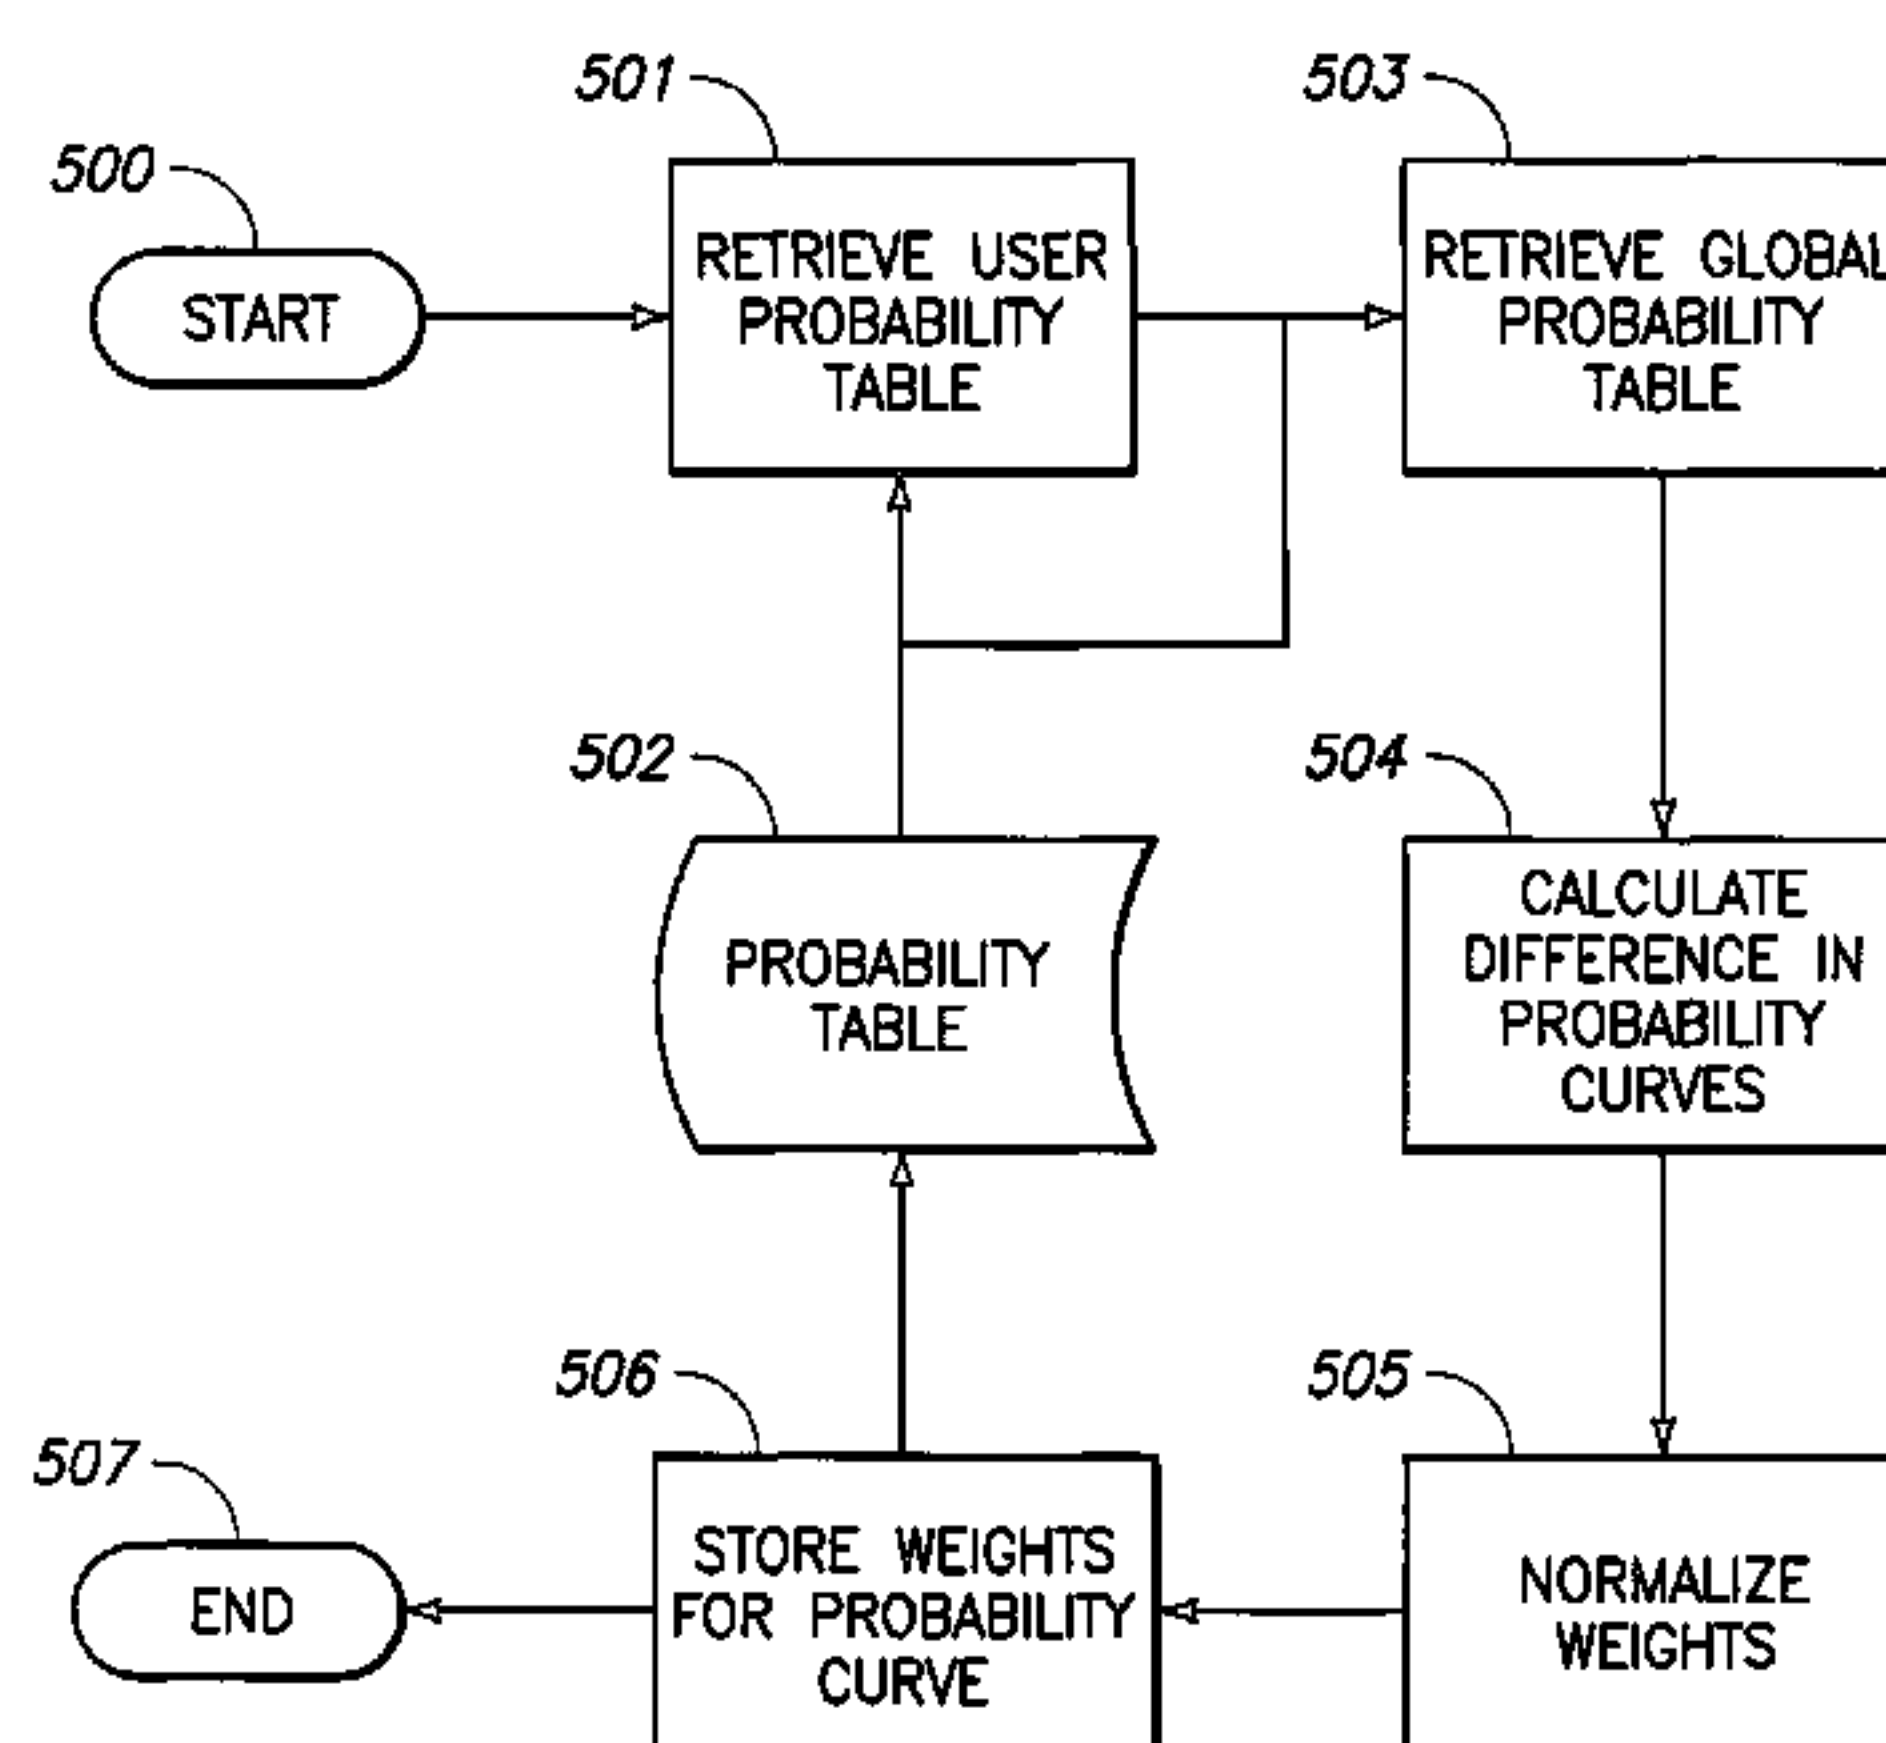 501
503
500
START
RETRIEVE USER
PROBABILITY
TABLE
RETRIEVE GLOBAL
PROBABILITY
TABLE
502
504
PROBABILITY
TABLE
CALCULATE
DIFFERENCE IN
PROBABILITY
CURVES
506
505
507
END
STORE WEIGHTS
FOR PROBABILITY
CURVE
NORMALIZE
WEIGHTS